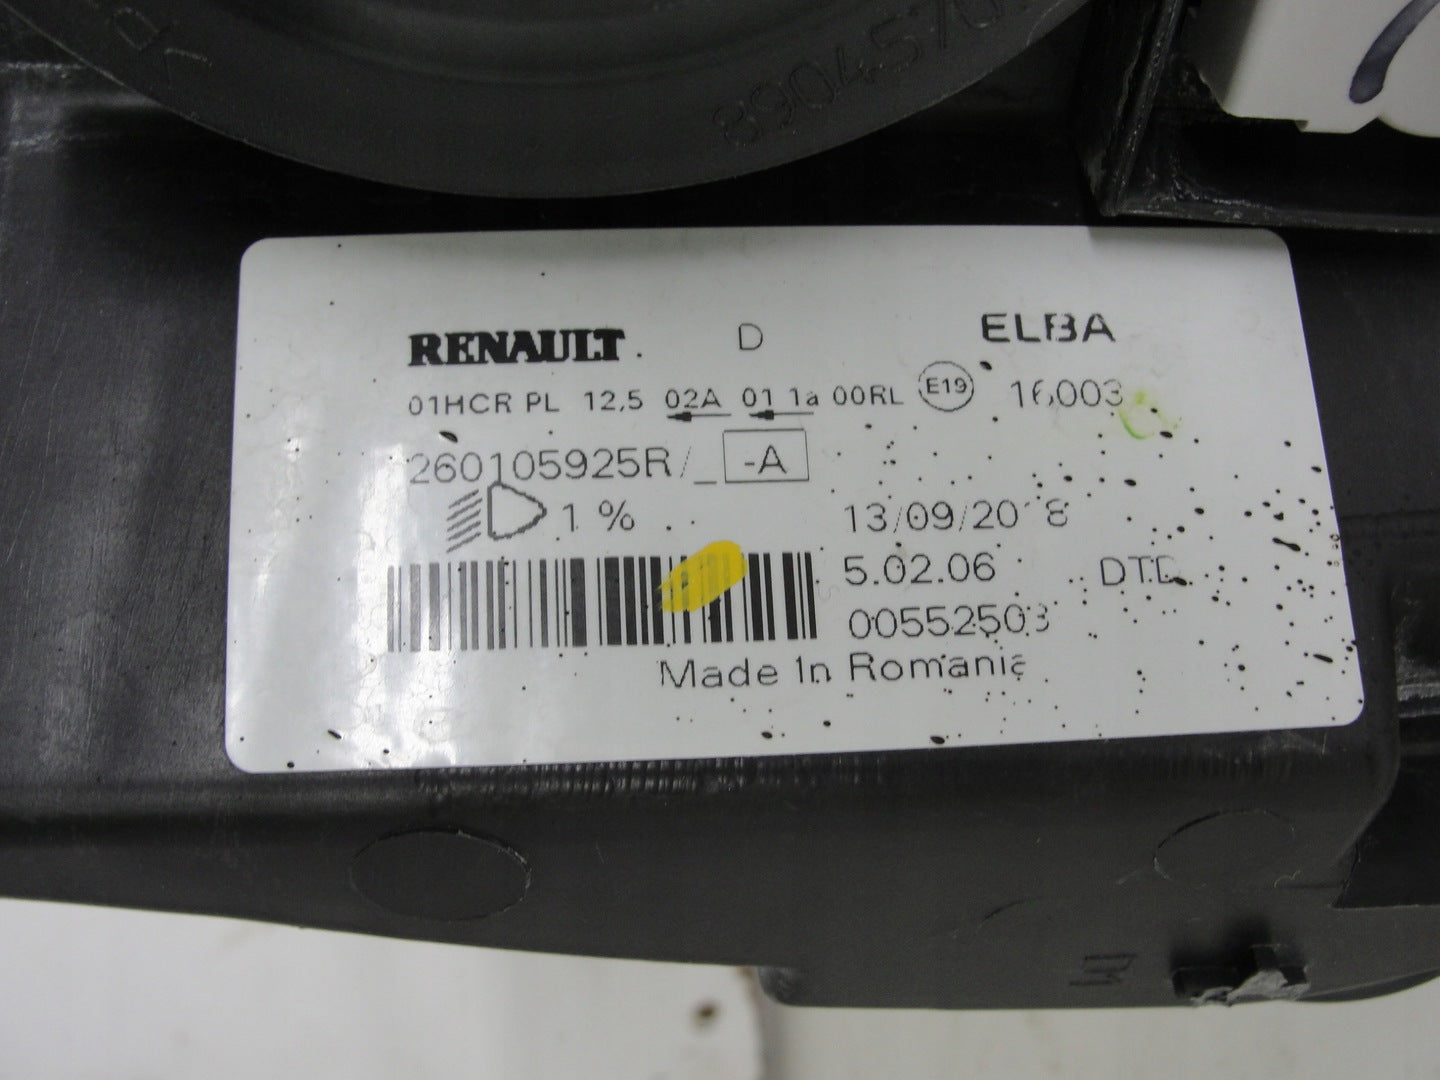 890457
RENAULT D ELBA
01HCR PL 12,5 02A 01 1a 00RL E19 16003
260105925R/_ -A
1 %
13/09/2018
5.02.06
00552503
Made In Romania